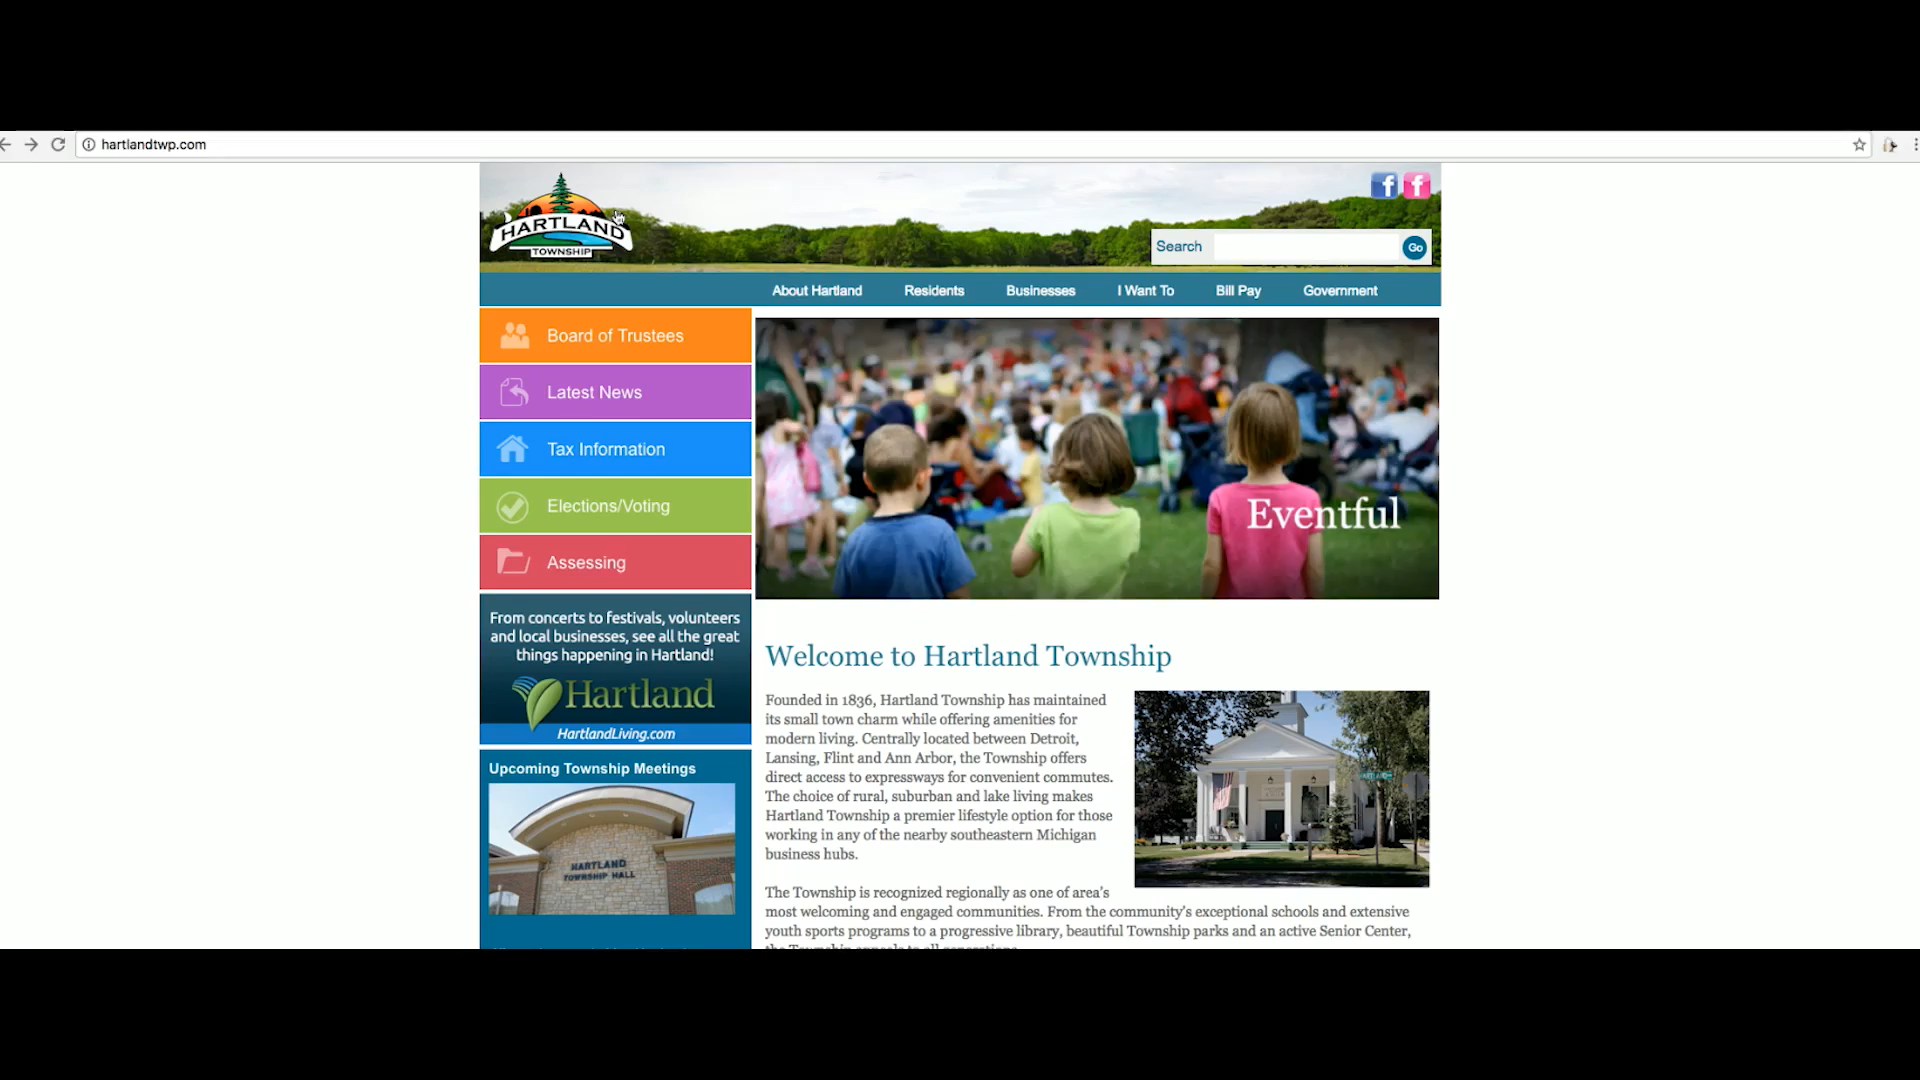 hartlandtwp.com
HARTLAND
TOWNSHIP
f f
Search Go
About Hartland Residents Businesses I Want To Bill Pay Government
Board of Trustees
Latest News
Tax Information
Elections/Voting
Assessing
Eventful
From concerts to festivals, volunteers
and local businesses, see all the great
things happening in Hartland!
Hartland
HartlandLiving.com
Upcoming Township Meetings
HARTLAND
TOWNSHIP HALL
Welcome to Hartland Township
Founded in 1836, Hartland Township has maintained
its small town charm while offering amenities for
modern living. Centrally located between Detroit,
Lansing, Flint and Ann Arbor, the Township offers
direct access to expressways for convenient commutes.
The choice of rural, suburban and lake living makes
Hartland Township a premier lifestyle option for those
working in any of the nearby southeastern Michigan
business hubs.
HARTLAND
The Township is recognized regionally as one of area's
most welcoming and engaged communities. From the community's exceptional schools and extensive
youth sports programs to a progressive library, beautiful Township parks and an active Senior Center,
the Township appeals to all generations.